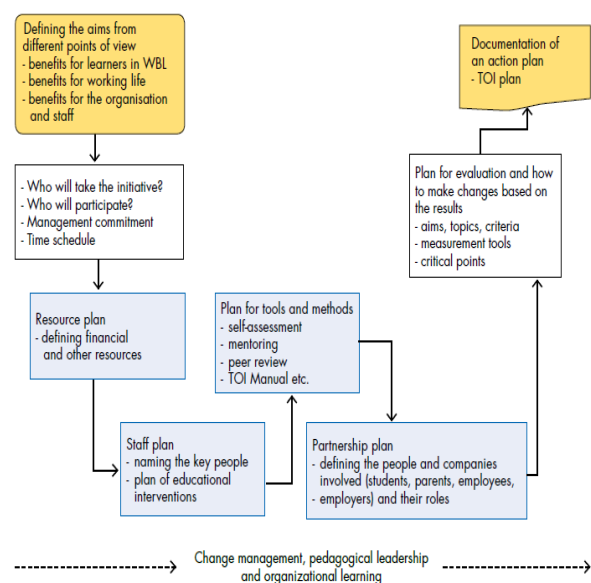 Defining the aims from
different points of view
- benefits for learners in WBL
- benefits for working life
- benefits for the organisation
and staff
- Who will take the initiative?
- Who will participate?
- Management commitment
- Time schedule
Resource plan
- defining financial
and other resources
Staff plan
- naming the key people
- plan of educational
interventions
Plan for tools and methods
- self-assessment
- mentoring
- peer review
- TOI Manual etc.
Partnership plan
- defining the people and companies
involved (students, parents, employees,
- employers) and their roles
Plan for evaluation and how
to make changes based on
the results
- aims, topics, criteria
- measurement tools
- critical points
Documentation of
an action plan
- TOI plan
Change management, pedagogical leadership
and organizational learning